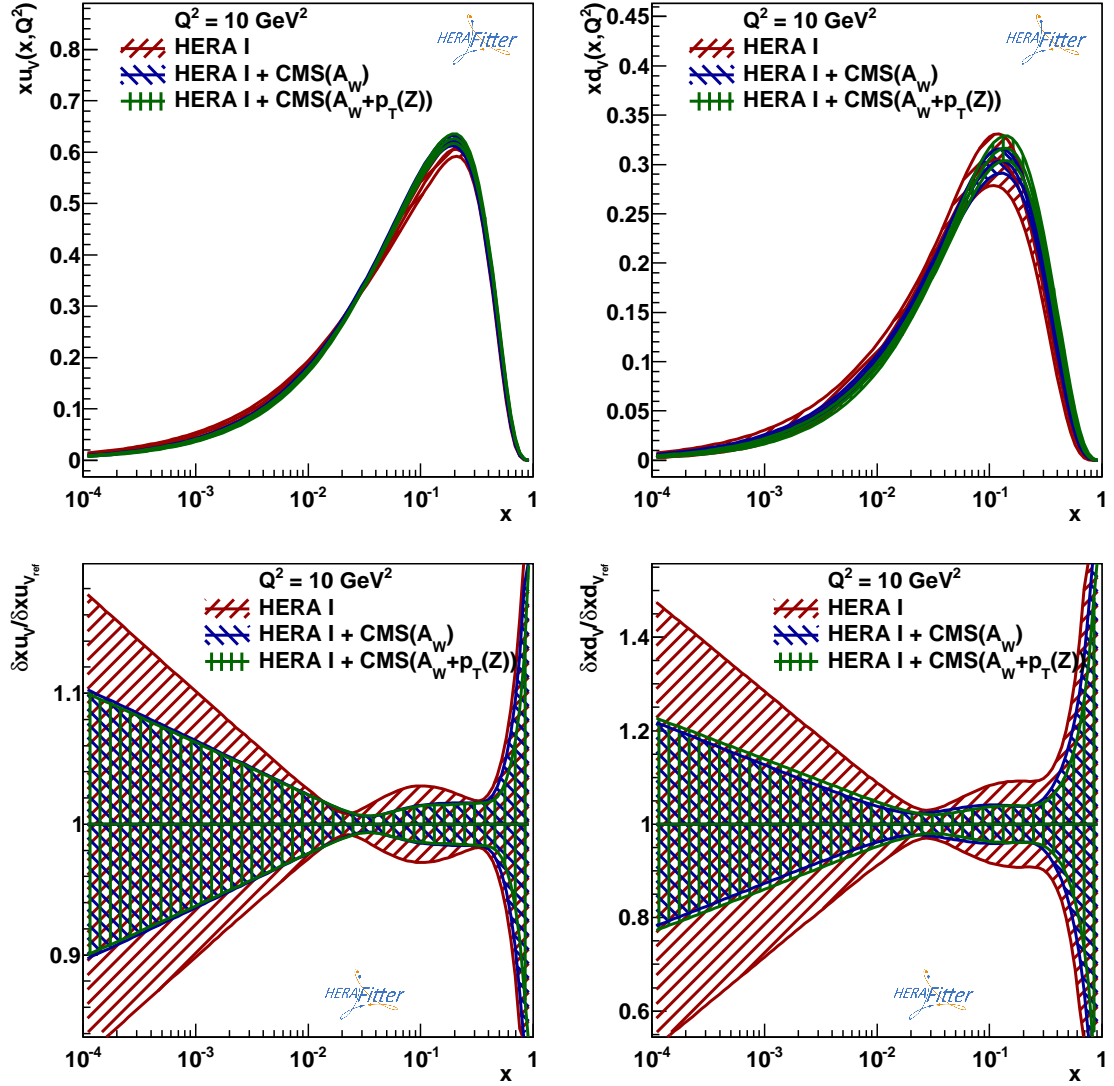 xu_V(x,Q²)
Q² = 10 GeV²
HERA I
HERA I + CMS(A_W)
HERA I + CMS(A_W+p_T(Z))
HERAFitter
0.8
0.7
0.6
0.5
0.4
0.3
0.2
0.1
0
10⁻⁴ 10⁻³ 10⁻² 10⁻¹ 1
x
xd_V(x,Q²)
Q² = 10 GeV²
HERA I
HERA I + CMS(A_W)
HERA I + CMS(A_W+p_T(Z))
HERAFitter
0.45
0.4
0.35
0.3
0.25
0.2
0.15
0.1
0.05
0
10⁻⁴ 10⁻³ 10⁻² 10⁻¹ 1
x
δxu_V/δxu_V_ref
Q² = 10 GeV²
HERA I
HERA I + CMS(A_W)
HERA I + CMS(A_W+p_T(Z))
1.1
1
0.9
HERAFitter
10⁻⁴ 10⁻³ 10⁻² 10⁻¹ 1
x
δxd_V/δxd_V_ref
Q² = 10 GeV²
HERA I
HERA I + CMS(A_W)
HERA I + CMS(A_W+p_T(Z))
1.4
1.2
1
0.8
0.6
HERAFitter
10⁻⁴ 10⁻³ 10⁻² 10⁻¹ 1
x